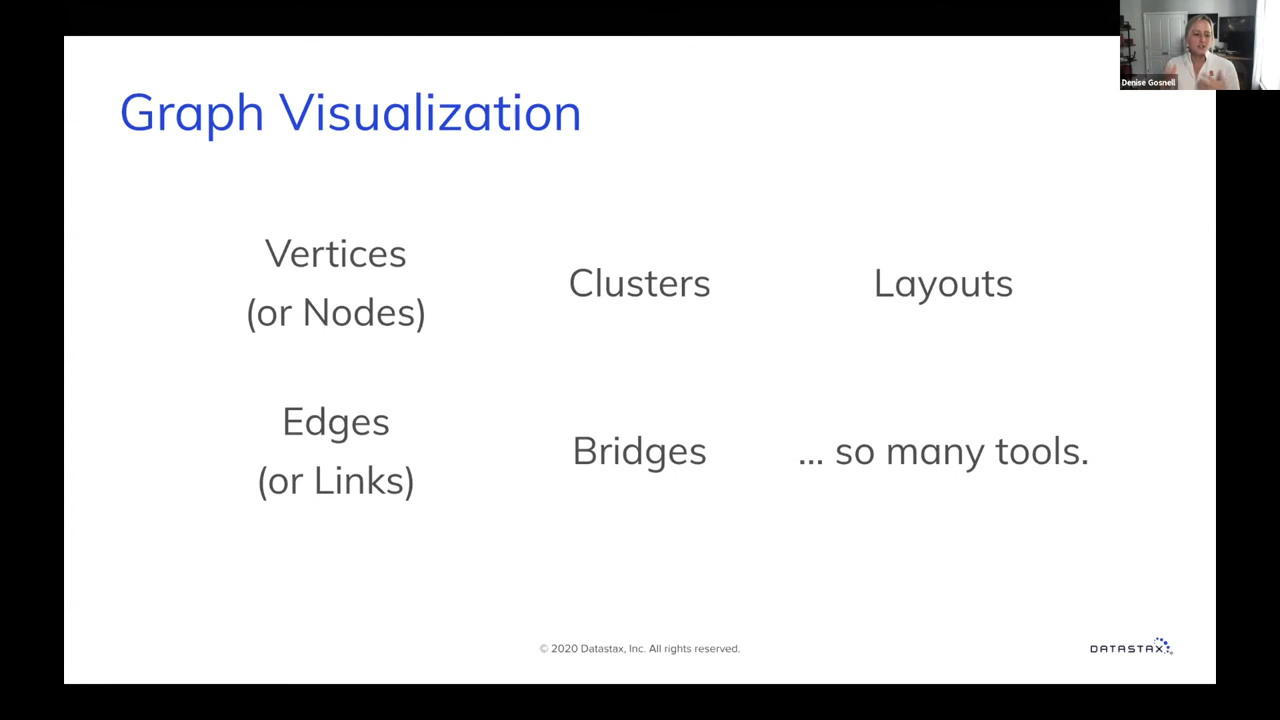 Denise Gosnell
Graph Visualization
Vertices
(or Nodes)
Clusters
Layouts
Edges
(or Links)
Bridges
... so many tools.
© 2020 Datastax, Inc. All rights reserved.
DATASTAX